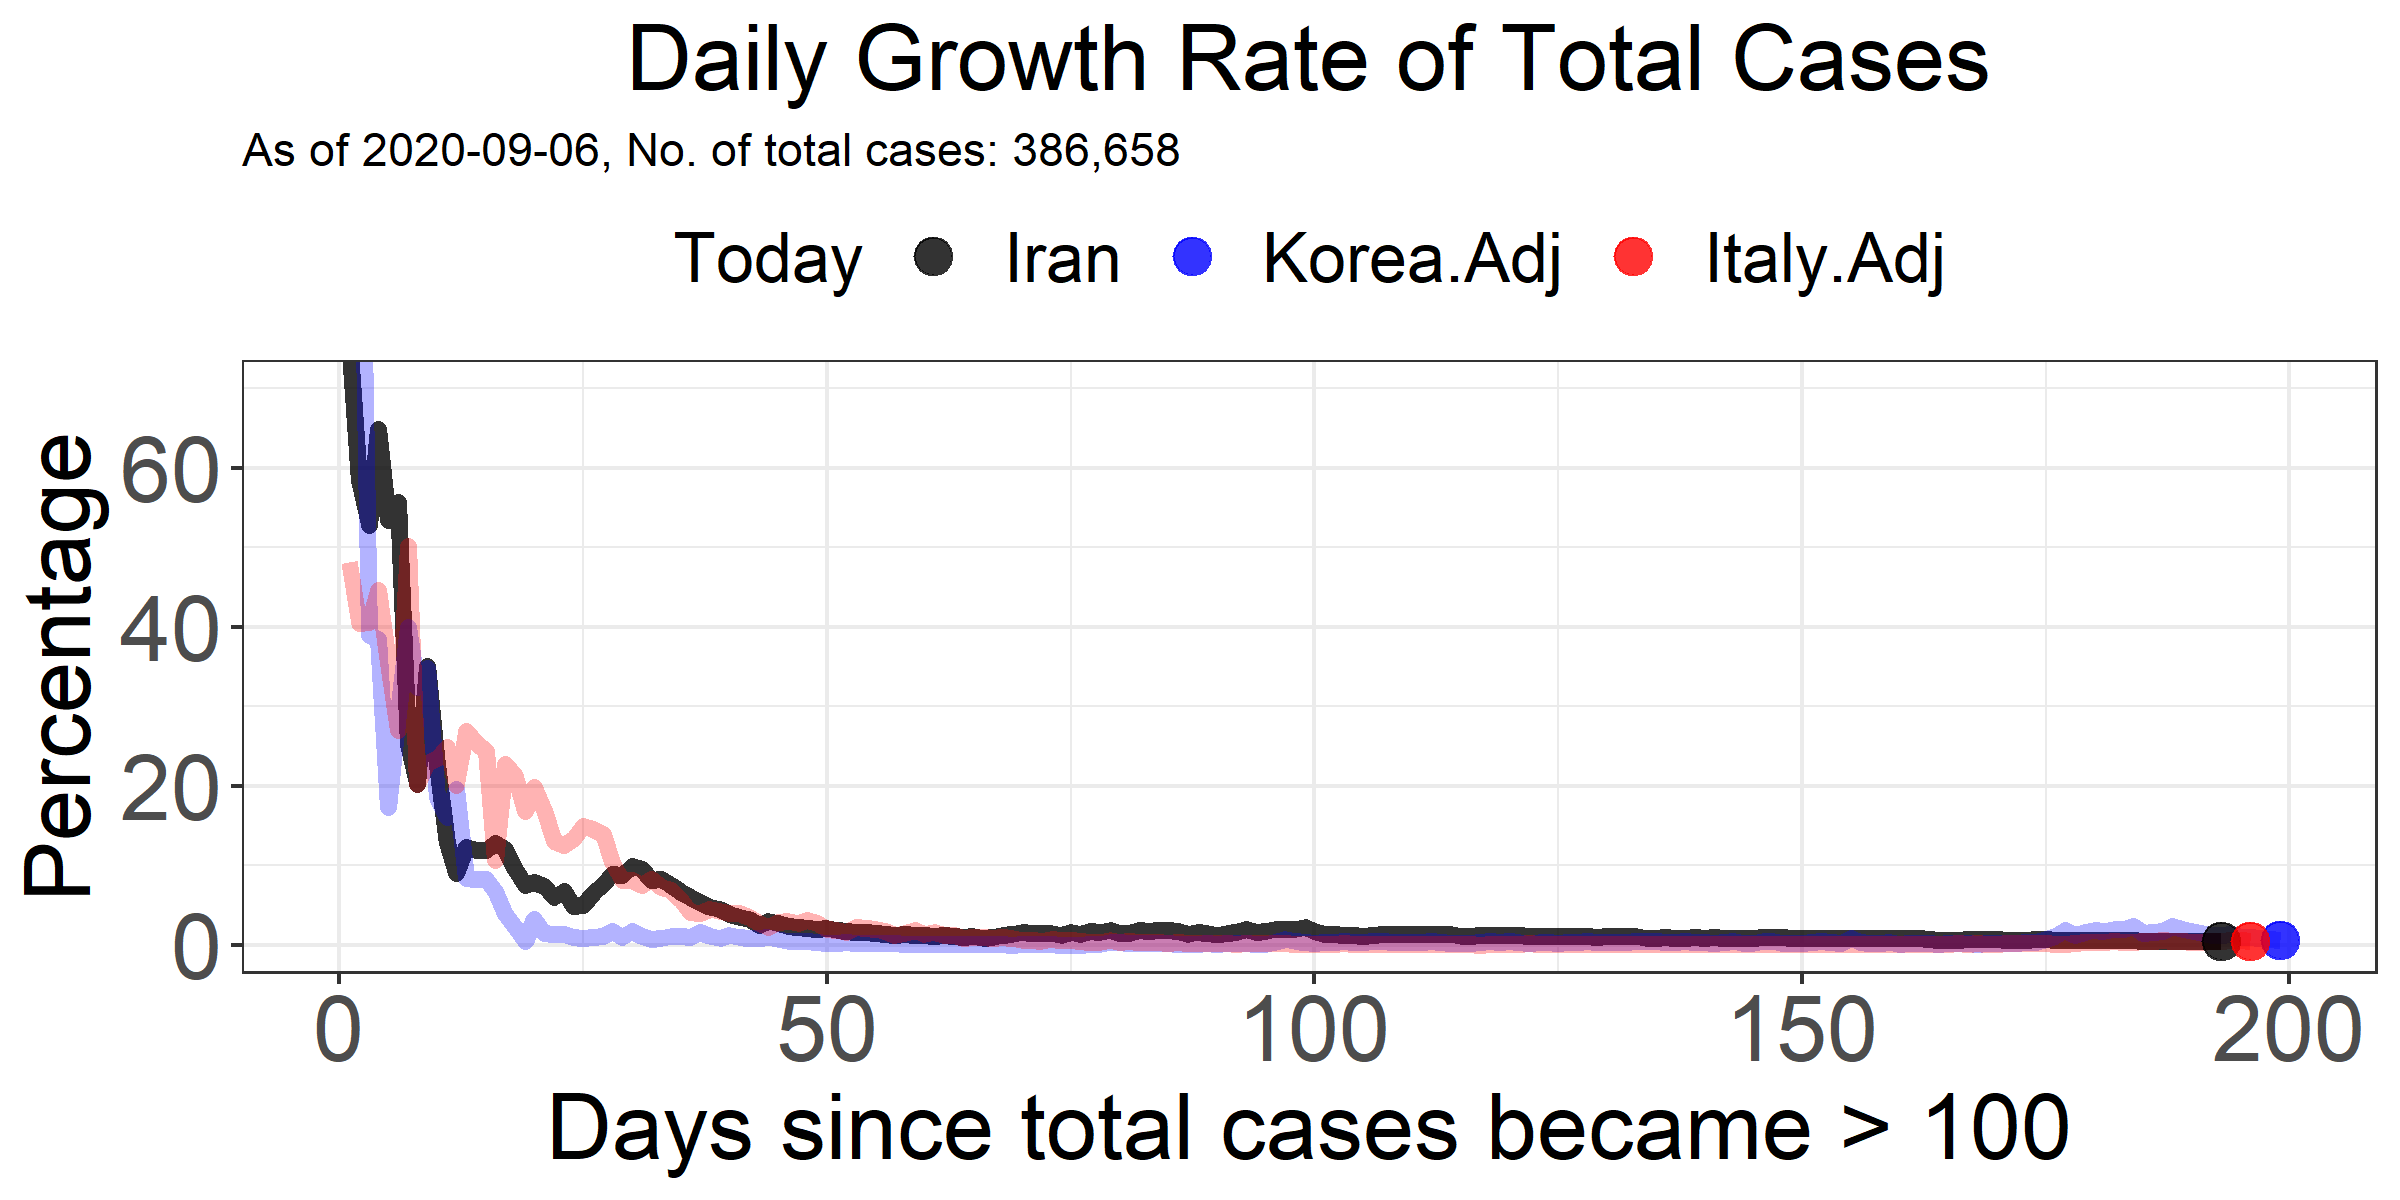 Daily Growth Rate of Total Cases
As of 2020-09-06, No. of total cases: 386,658
Today Iran Korea.Adj Italy.Adj
Percentage
60
40
20
0
0 50 100 150 200
Days since total cases became > 100